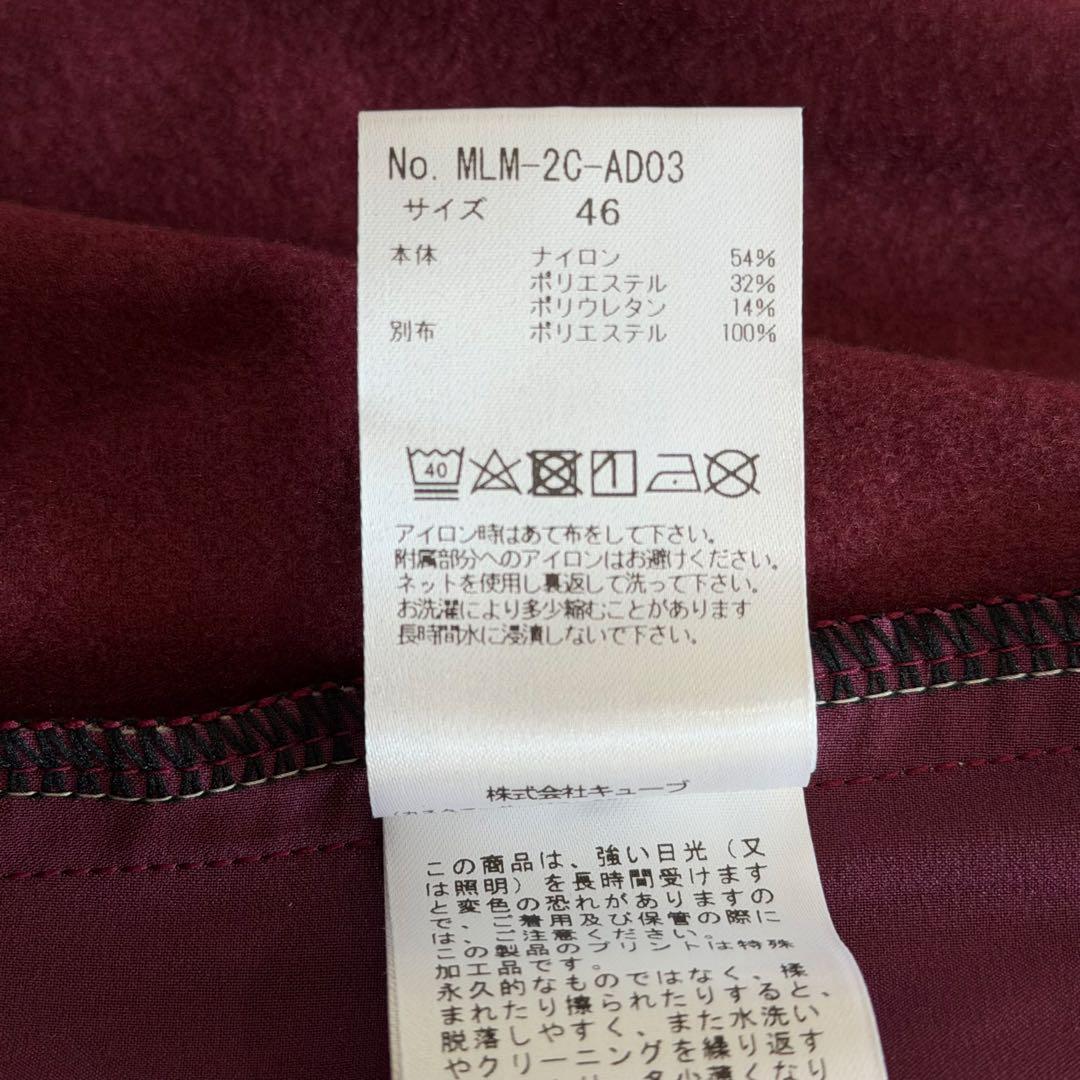 No. MLM-2C-AD03
サイズ 46
本体 ナイロン 54%
ポリエステル 32%
ポリウレタン 14%
別布 ポリエステル 100%
40
アイロン時はあて布をして下さい。
附属部分へのアイロンはお避けください。
ネットを使用し裏返して洗って下さい。
お洗濯により多少縮むことがあります
長時間水に浸漬しないで下さい。
株式会社キューブ
この商品は、強い日光(又
は照明)を長時間受けます
と変色の恐れがありますの
で、ご着用及び保管の際に
は、ご注意ください。
この製品のプリントは特殊
加工品です。
永久的なものではなく、揉
まれたり擦られたりすると、
脱落しやすく、また水洗い
やクリーニングを繰り返す
多少薄くなり